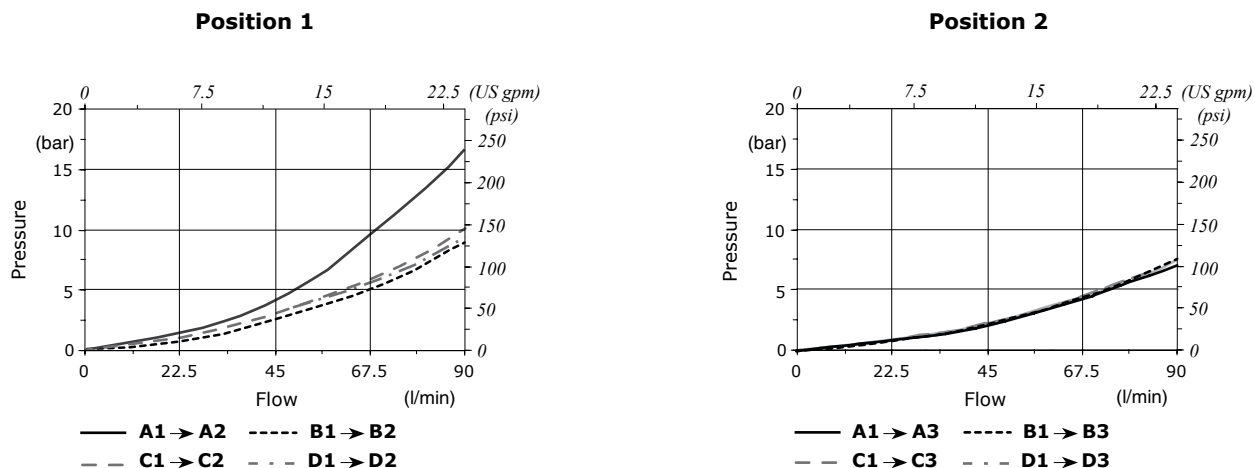 Position 1
0 7.5 15 22.5 (US gpm)
(psi)
20
(bar)
15
10
5
0
Pressure
250
200
150
100
50
0
0 22.5 45 67.5 90
Flow (l/min)
A1 → A2 B1 → B2
C1 → C2 D1 → D2
Position 2
0 7.5 15 22.5 (US gpm)
(psi)
20
(bar)
15
10
5
0
Pressure
250
200
150
100
50
0
0 22.5 45 67.5 90
Flow (l/min)
A1 → A3 B1 → B3
C1 → C3 D1 → D3